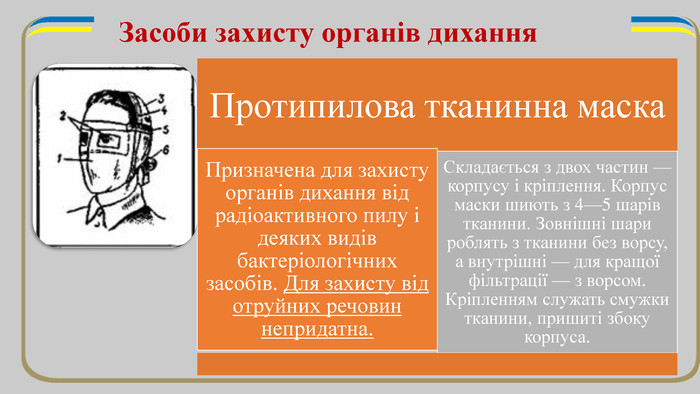 Засоби захисту органів дихання
3
4
2
5
1
6
Протипилова тканинна маска
Призначена для захисту
органів дихання від
радіоактивного пилу і
деяких видів
бактеріологічних
засобів. Для захисту від
отруйних речовин
непридатна.
Складається з двох частин —
корпусу і кріплення. Корпус
маски шиють з 4—5 шарів
тканини. Зовнішні шари
роблять з тканини без ворсу,
а внутрішні — для кращої
фільтрації — з ворсом.
Кріпленням служать смужки
тканини, пришиті збоку
корпуса.